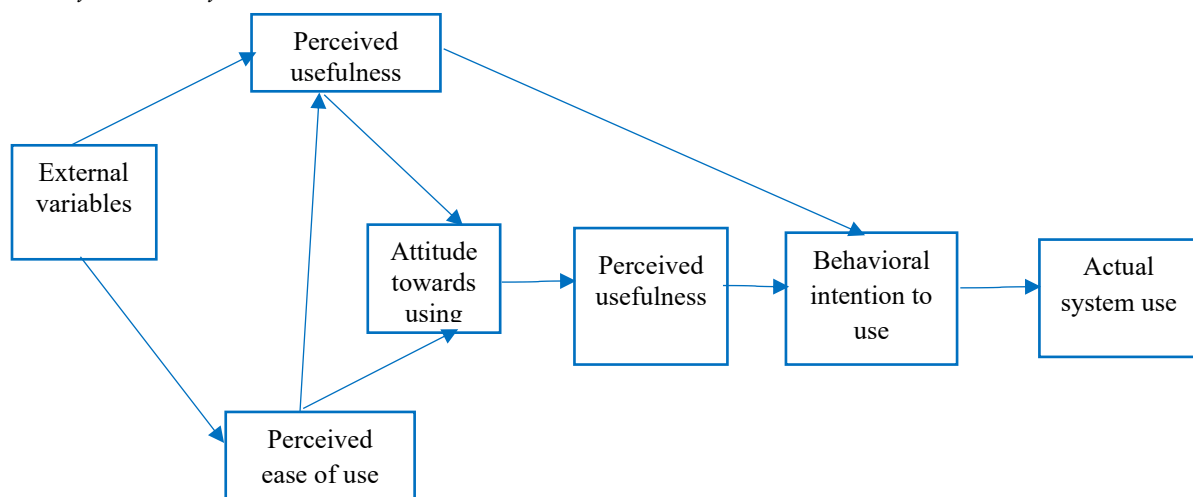 Perceived
usefulness
External
variables
Attitude
towards
using
Perceived
usefulness
Behavioral
intention to
use
Actual
system use
Perceived
ease of use